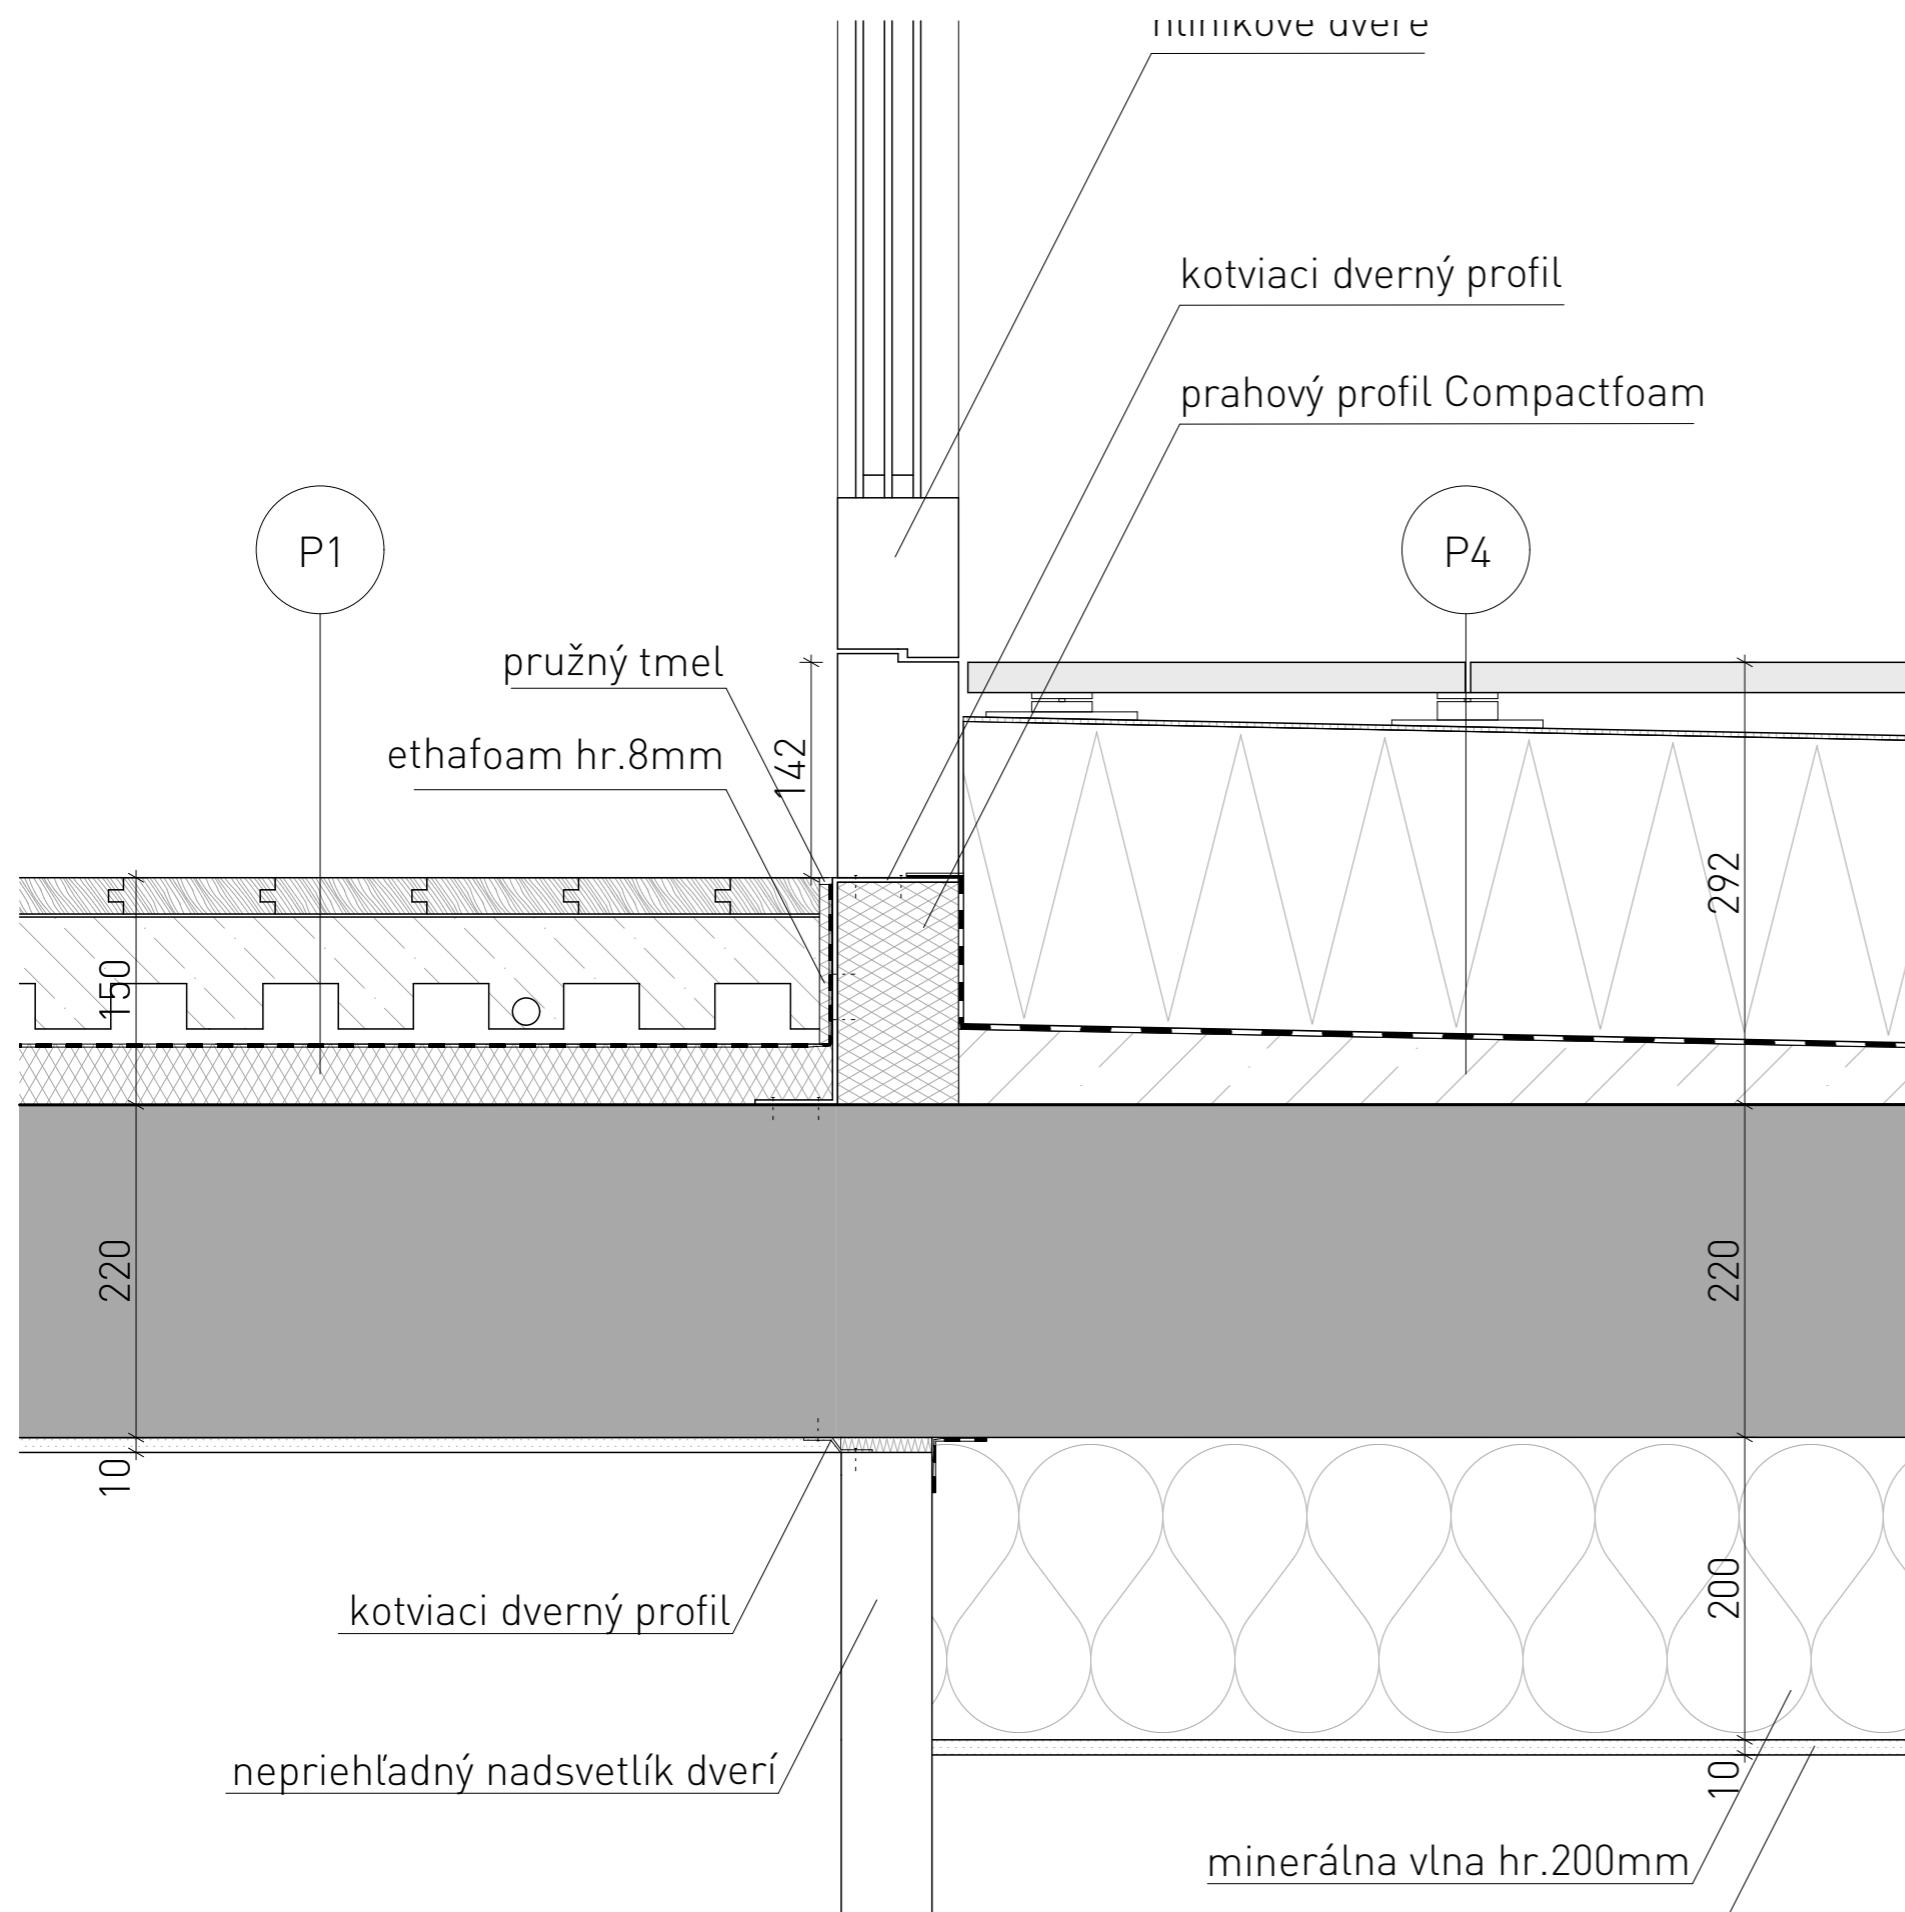 hliníkové dvere
kotviaci dverný profil
prahový profil Compactfoam
P1
P4
pružný tmel
ethafoam hr.8mm
142
292
150
220
220
10
kotviaci dverný profil
200
nepriehľadný nadsvetlík dverí
10
minerálna vlna hr.200mm